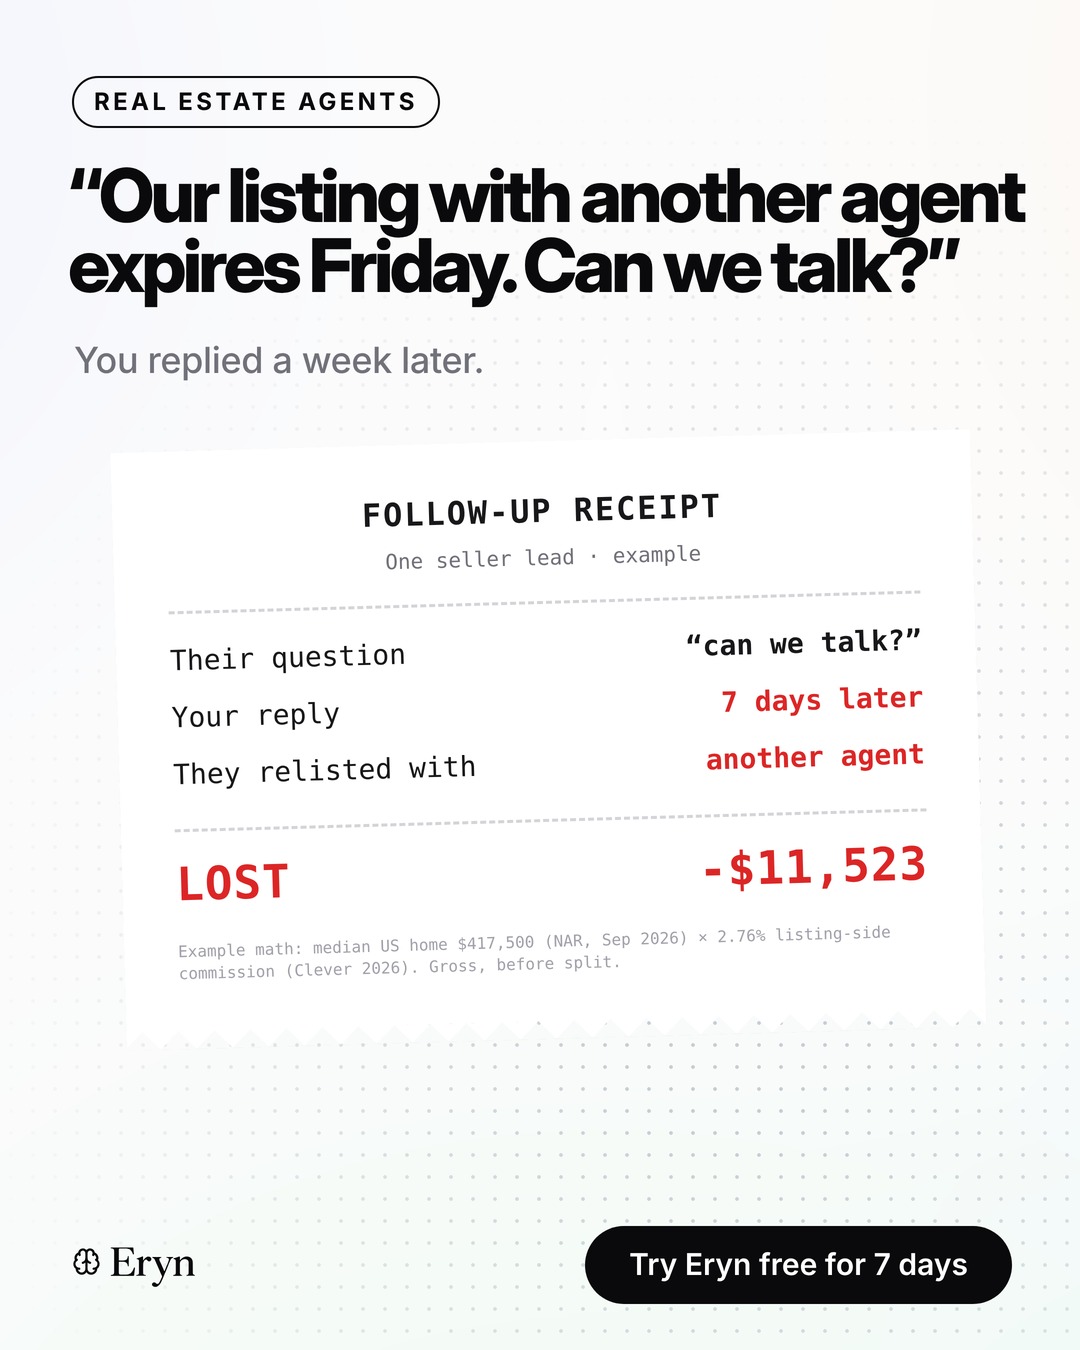 REAL ESTATE AGENTS
“Our listing with another agent
expires Friday. Can we talk?”
You replied a week later.
FOLLOW-UP RECEIPT
One seller lead · example
Their question “can we talk?”
Your reply 7 days later
They relisted with another agent
LOST -$11,523
Example math: median US home $417,500 (NAR, Sep 2026) × 2.76% listing-side
commission (Clever 2026). Gross, before split.
Eryn
Try Eryn free for 7 days